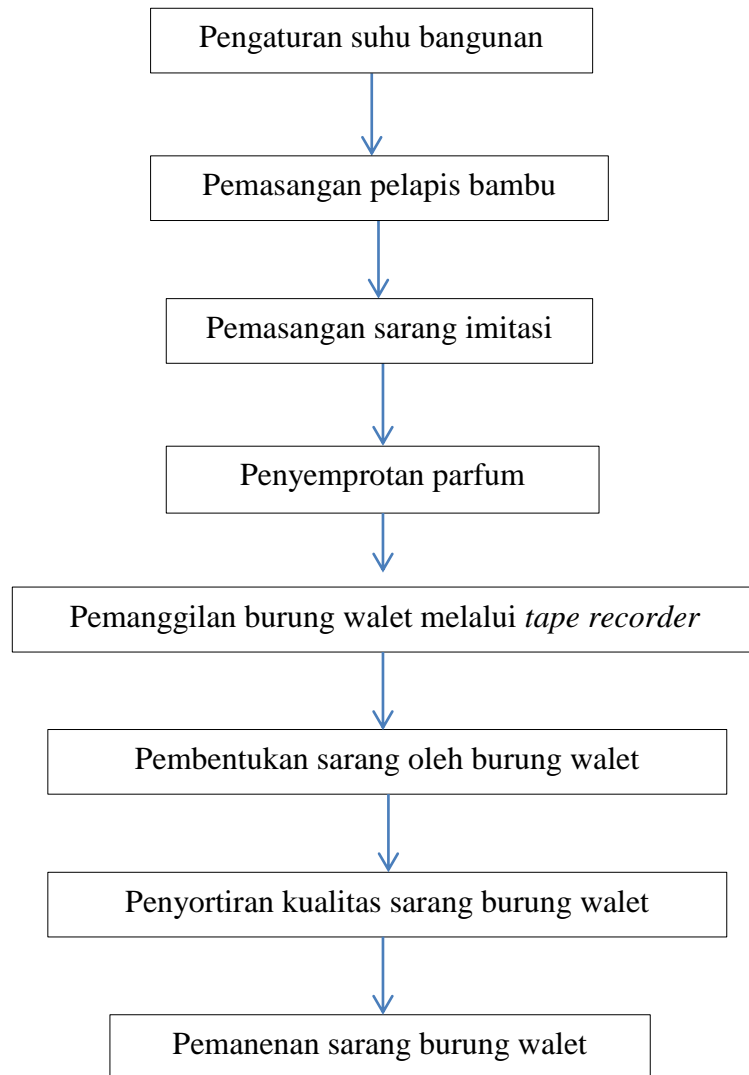 Pengaturan suhu bangunan
Pemasangan pelapis bambu
Pemasangan sarang imitasi
Penyemprotan parfum
Pemanggilan burung walet melalui tape recorder
Pembentukan sarang oleh burung walet
Penyortiran kualitas sarang burung walet
Pemanenan sarang burung walet